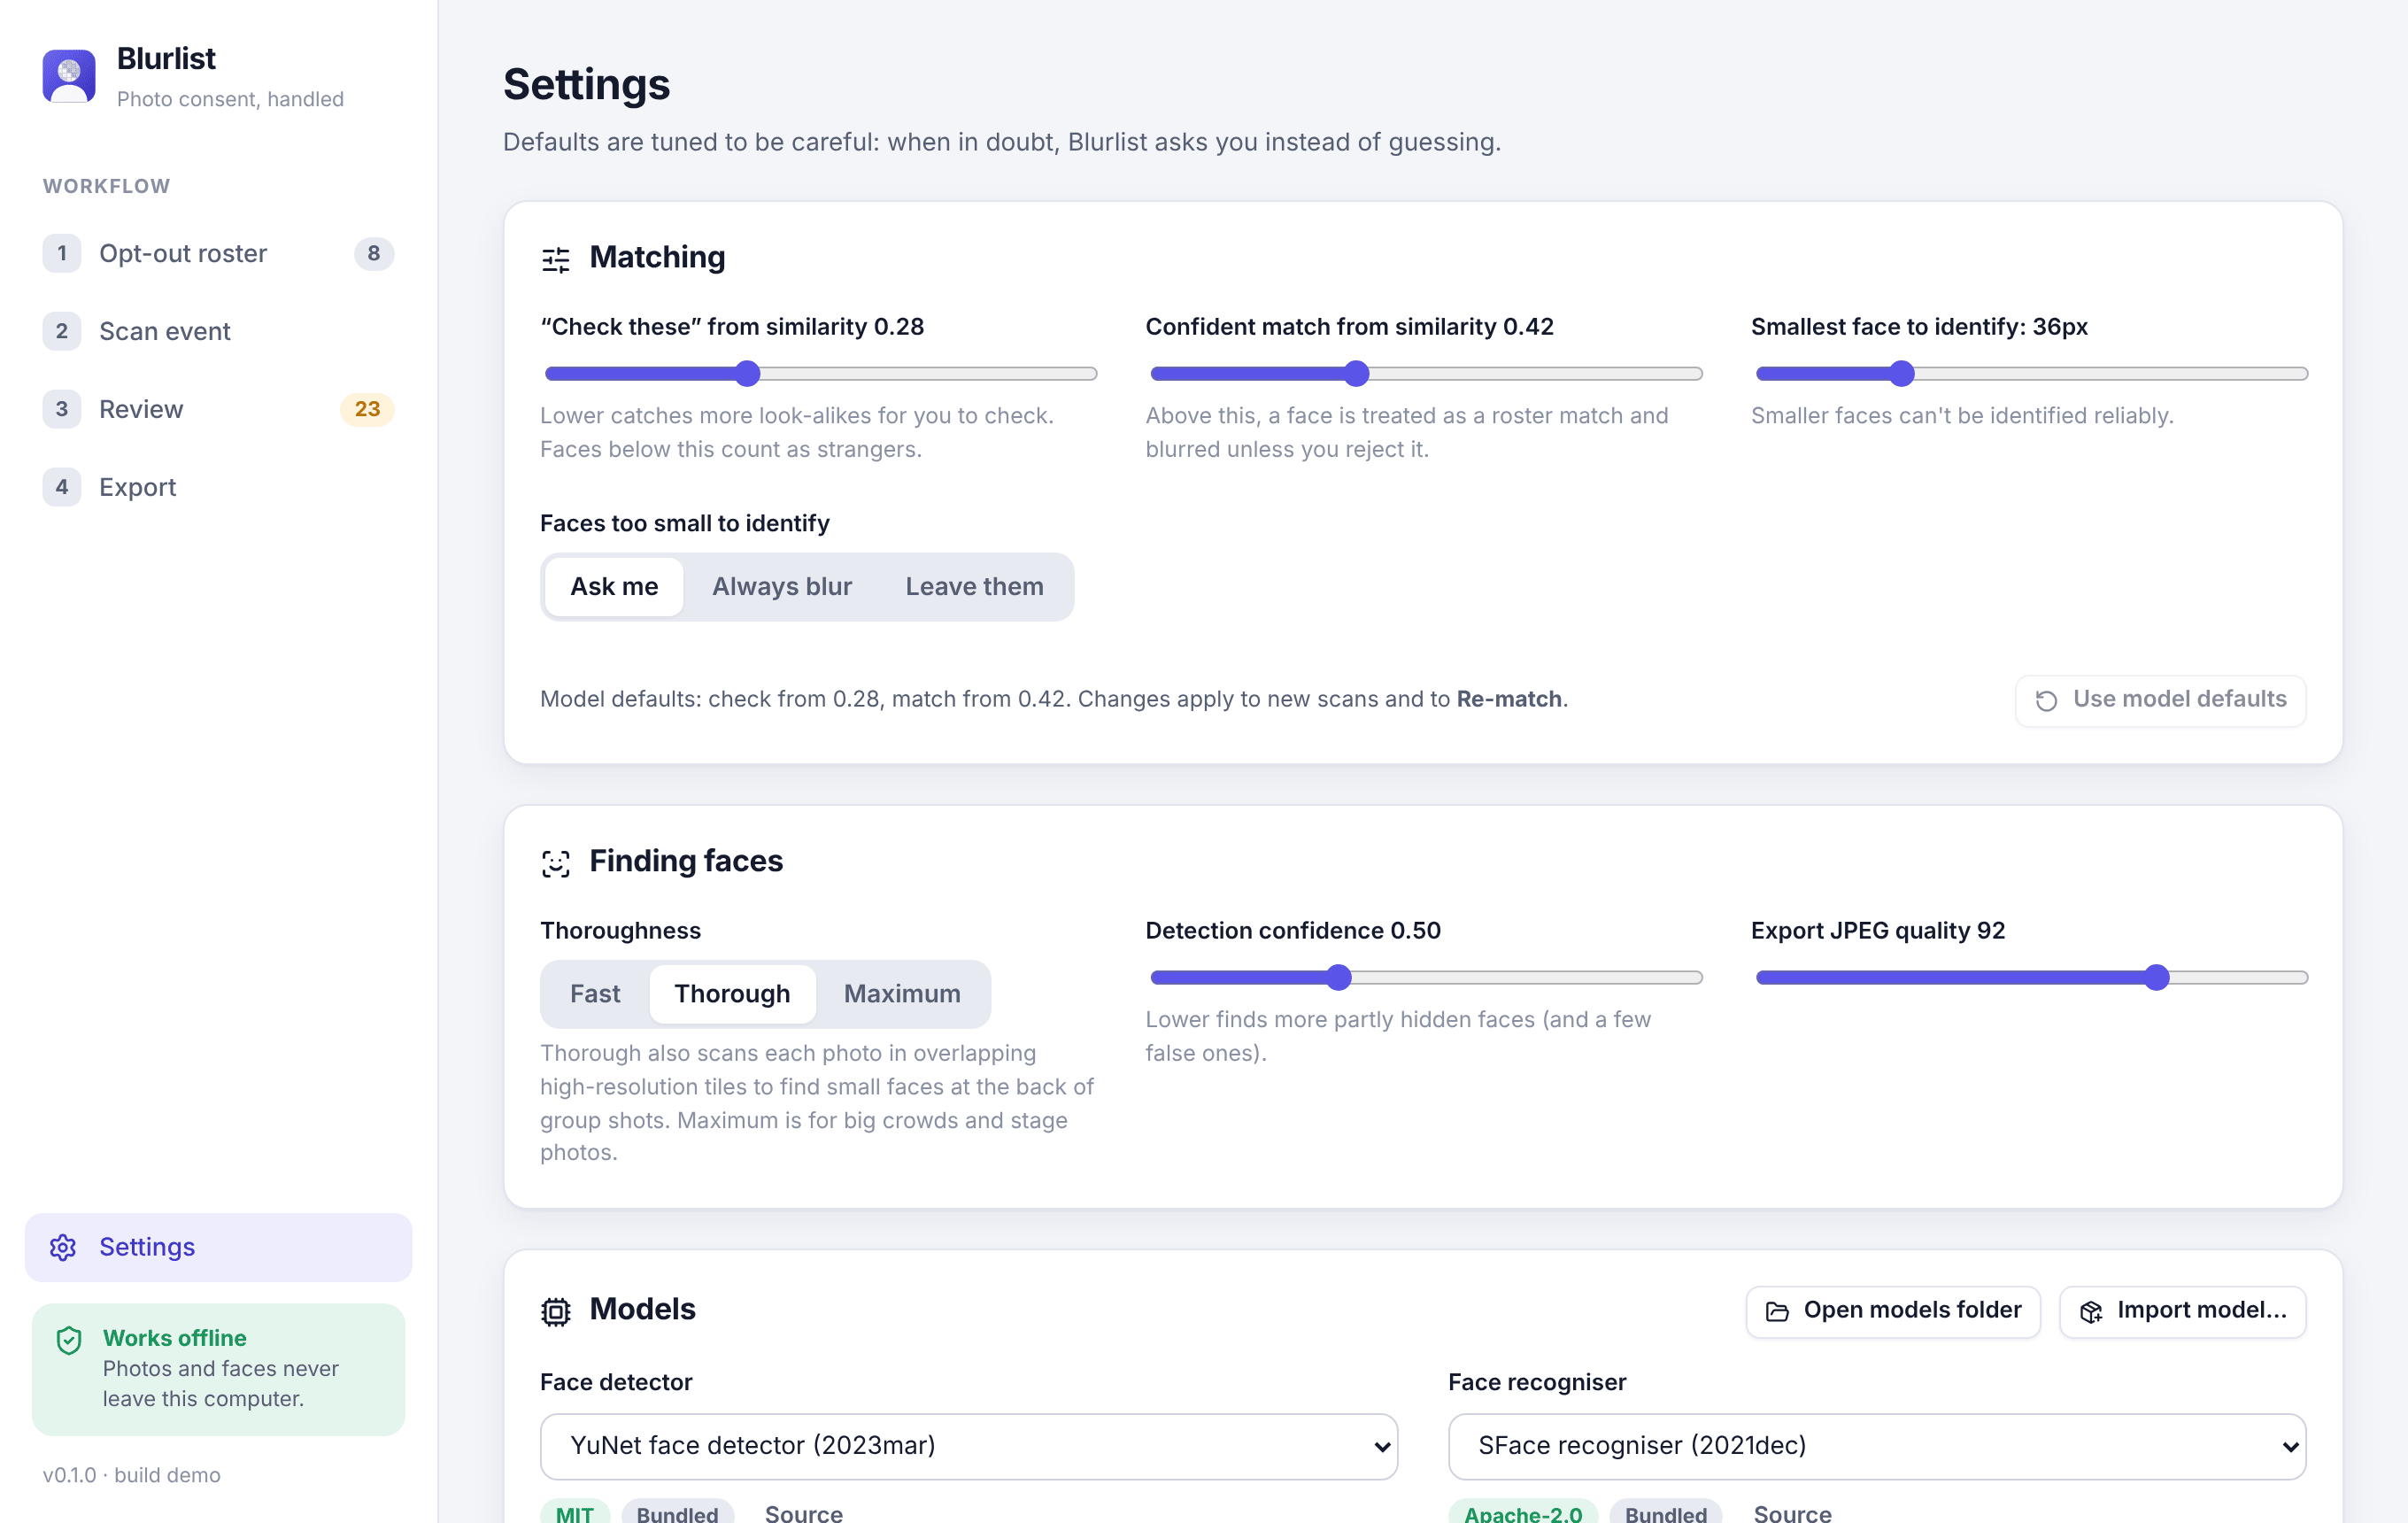 Blurlist
Photo consent, handled
WORKFLOW
1 Opt-out roster 8
2 Scan event
3 Review 23
4 Export
Settings
Works offline
Photos and faces never
leave this computer.
v0.1.0 · build demo
Settings
Defaults are tuned to be careful: when in doubt, Blurlist asks you instead of guessing.
Matching
“Check these” from similarity 0.28
Lower catches more look-alikes for you to check.
Faces below this count as strangers.
Confident match from similarity 0.42
Above this, a face is treated as a roster match and
blurred unless you reject it.
Smallest face to identify: 36px
Smaller faces can't be identified reliably.
Faces too small to identify
Ask me Always blur Leave them
Model defaults: check from 0.28, match from 0.42. Changes apply to new scans and to Re-match.
Use model defaults
Finding faces
Thoroughness
Fast Thorough Maximum
Thorough also scans each photo in overlapping
high-resolution tiles to find small faces at the back of
group shots. Maximum is for big crowds and stage
photos.
Detection confidence 0.50
Lower finds more partly hidden faces (and a few
false ones).
Export JPEG quality 92
Models
Open models folder
Import model...
Face detector
YuNet face detector (2023mar)
MIT Bundled Source
Face recogniser
SFace recogniser (2021dec)
Apache-2.0 Bundled Source